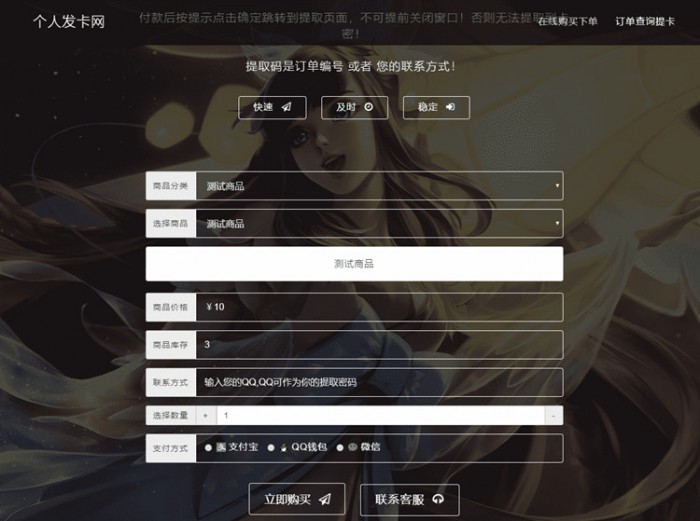 个人发卡网
付款后按提示点击确定跳转到提取页面，不可提前关闭窗口！否则无法提取到卡
密！
在线购买下单
订单查询提卡
提取码是订单编号 或者 您的联系方式！
快速
及时
稳定
商品分类 测试商品
选择商品 测试商品
测试商品
商品价格 ¥ 10
商品库存 3
联系方式 输入您的QQ,QQ可作为你的提取密码
选择数量 + 1 -
支付方式 支付宝 QQ钱包 微信
立即购买 联系客服